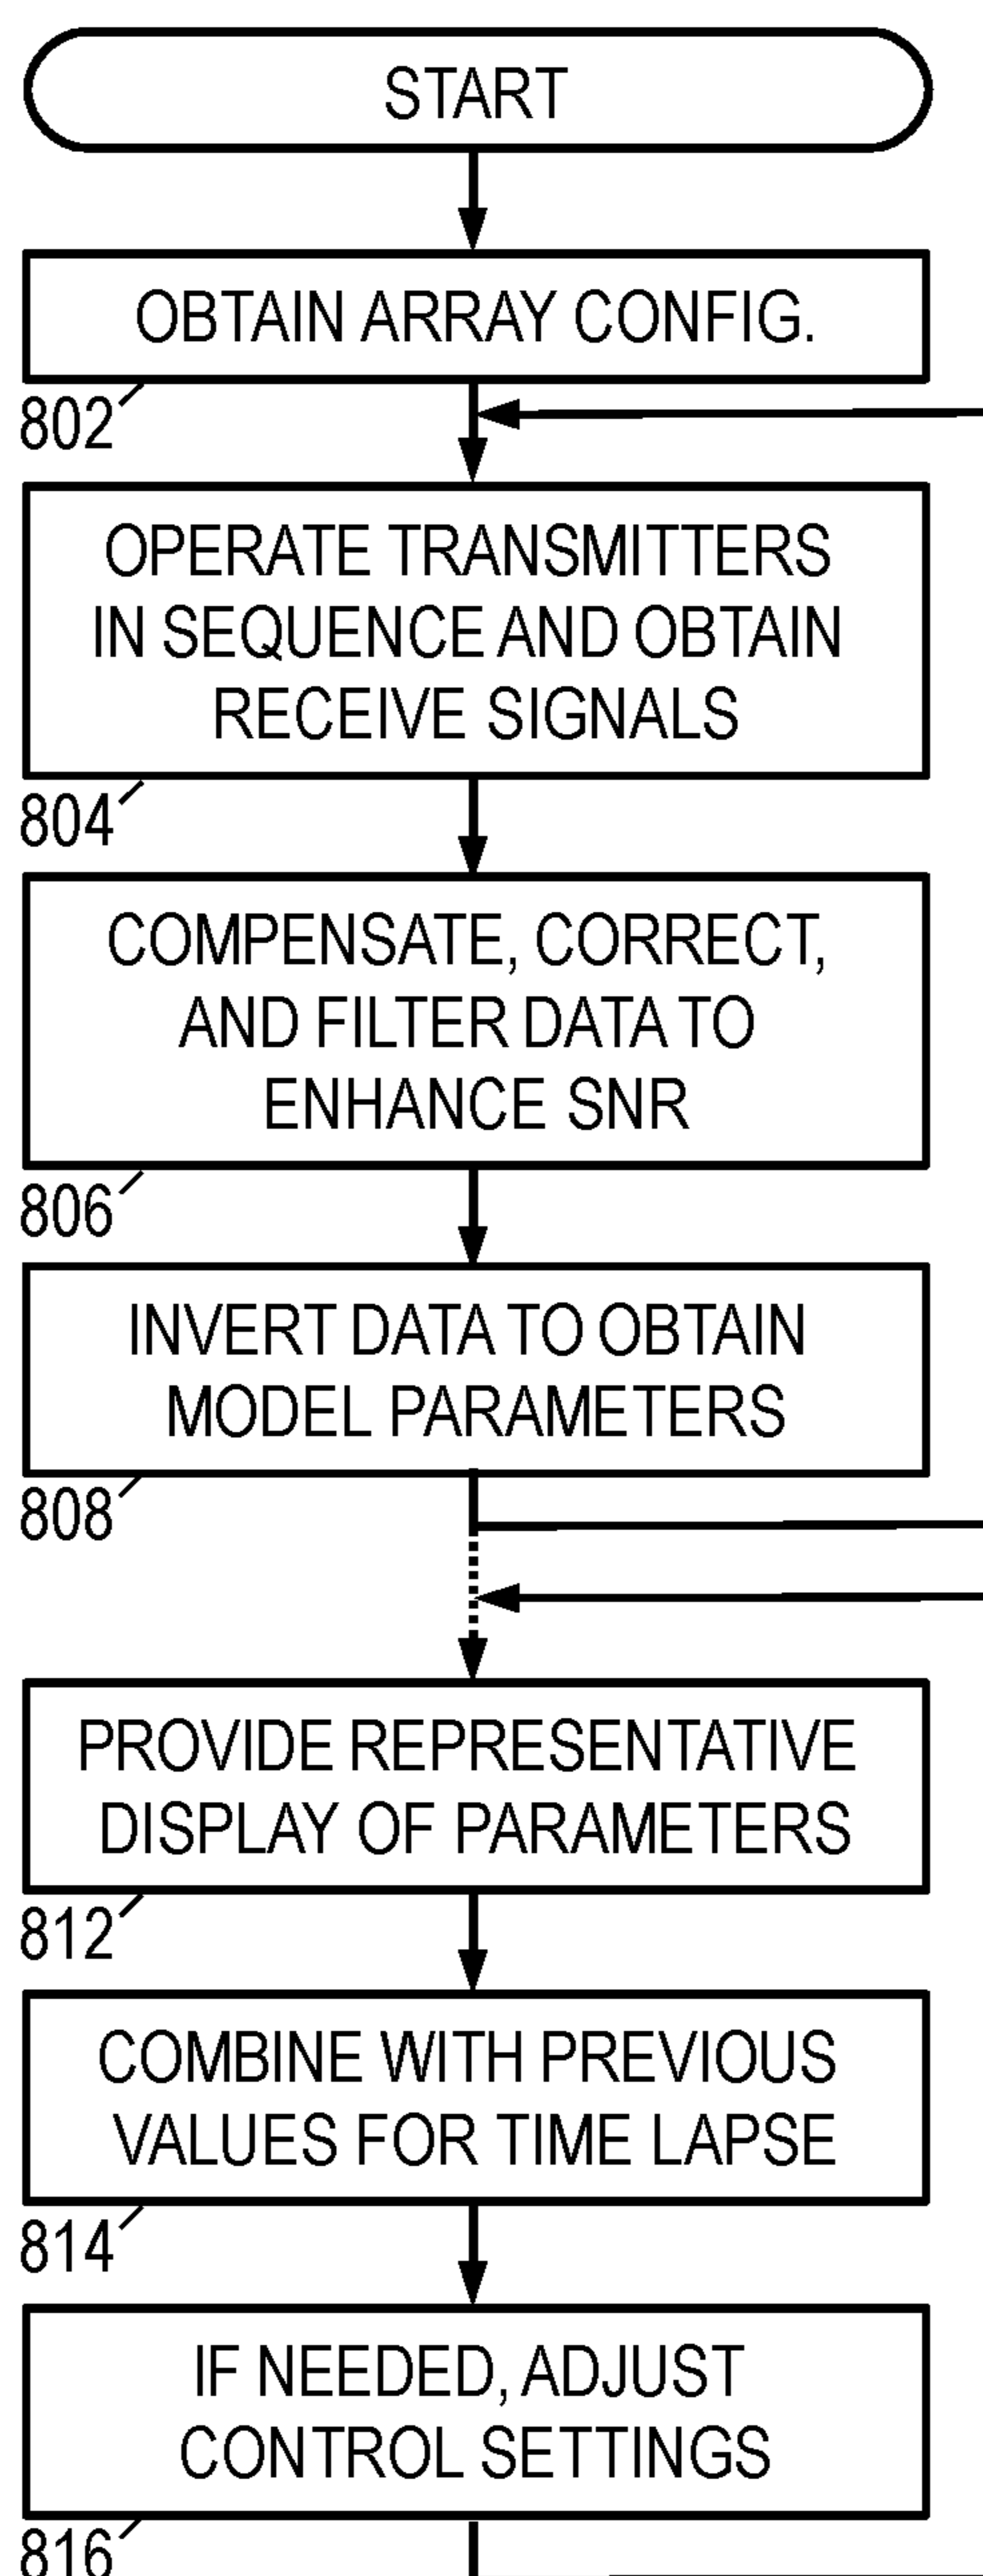 START
OBTAIN ARRAY CONFIG.
802
OPERATE TRANSMITTERS
IN SEQUENCE AND OBTAIN
RECEIVE SIGNALS
804
COMPENSATE, CORRECT,
AND FILTER DATA TO
ENHANCE SNR
806
INVERT DATA TO OBTAIN
MODEL PARAMETERS
808
PROVIDE REPRESENTATIVE
DISPLAY OF PARAMETERS
812
COMBINE WITH PREVIOUS
VALUES FOR TIME LAPSE
814
IF NEEDED, ADJUST
CONTROL SETTINGS
816